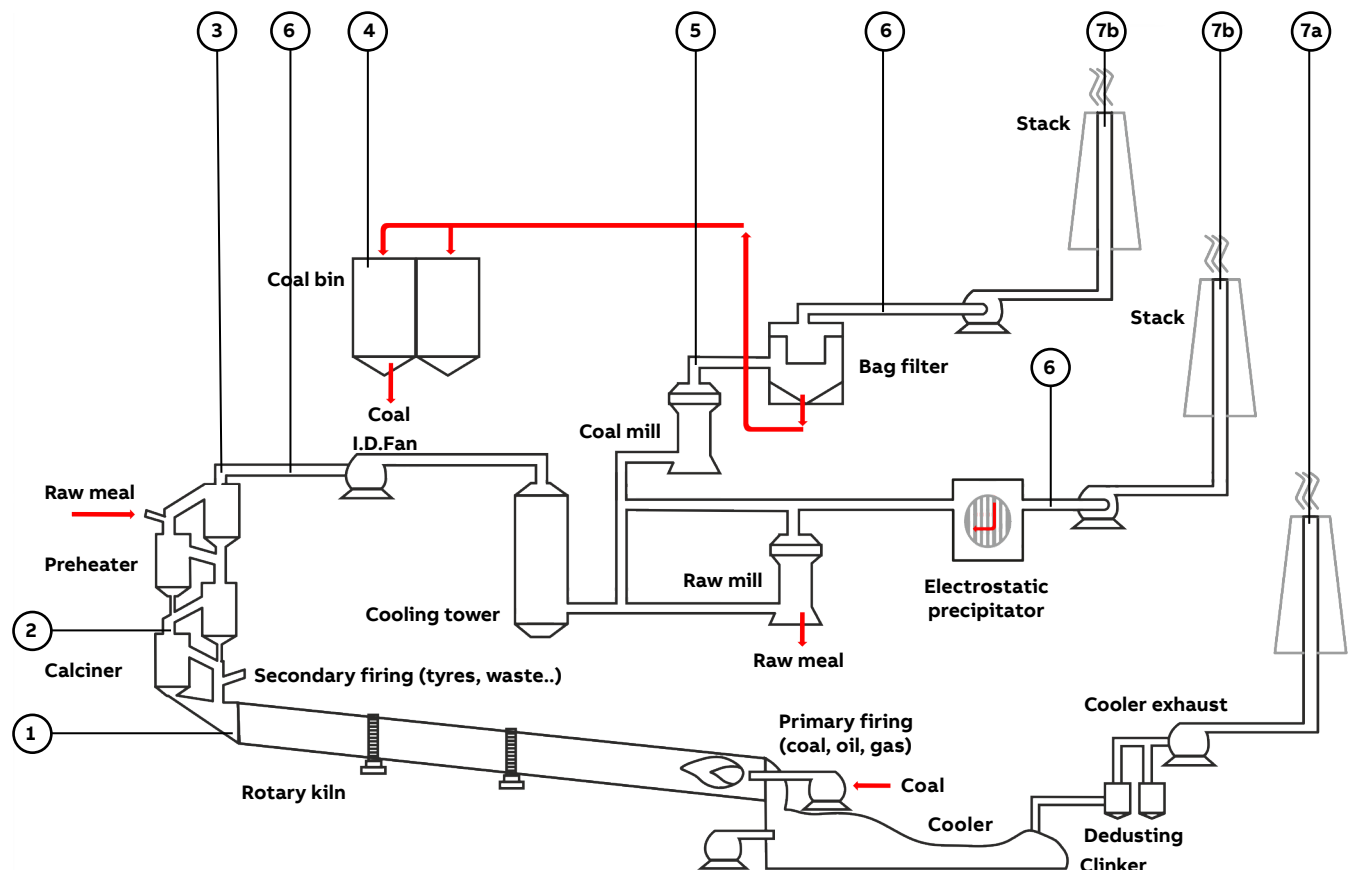 3
6
4
5
6
7b
7b
7a
Stack
Coal bin
Stack
Bag filter
6
Coal
Coal mill
I.D.Fan
Raw meal
Preheater
Raw mill
Electrostatic
precipitator
Cooling tower
2
Raw meal
Calciner
Secondary firing (tyres, waste..)
Cooler exhaust
1
Primary firing
(coal, oil, gas)
Rotary kiln
Coal
Cooler
Dedusting
Clinker